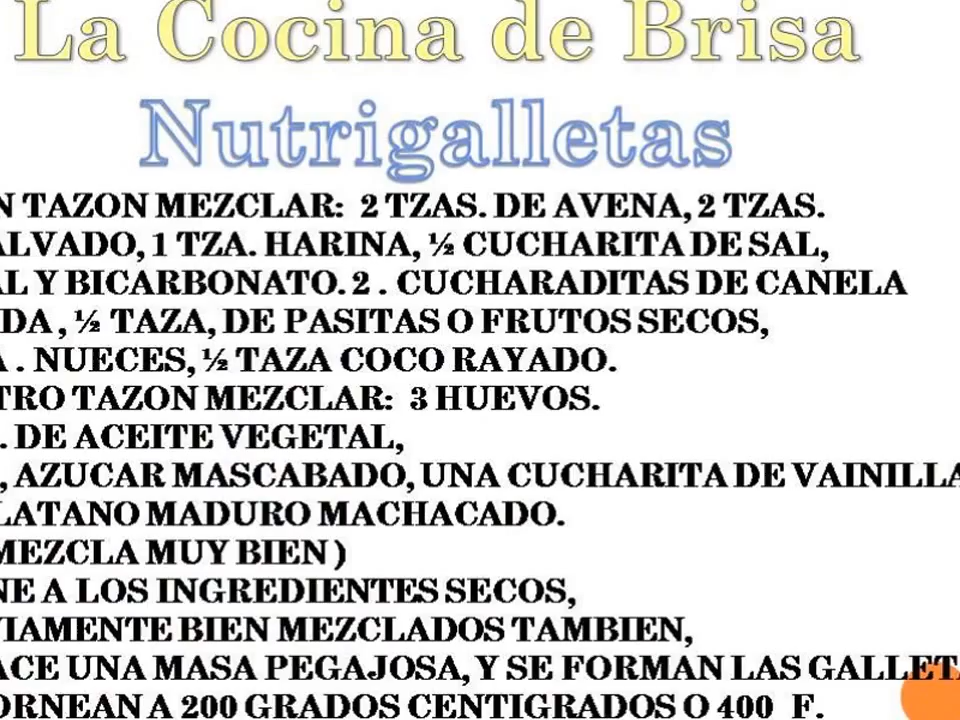 La Cocina de Brisa
Nutrigalletas
N TAZON MEZCLAR: 2 TZAS. DE AVENA, 2 TZAS.
ALVADO, 1 TZA. HARINA, ½ CUCHARITA DE SAL,
AL Y BICARBONATO. 2 . CUCHARADITAS DE CANELA
DA , ½ TAZA, DE PASITAS O FRUTOS SECOS,
A . NUECES, ½ TAZA COCO RAYADO.
TRO TAZON MEZCLAR: 3 HUEVOS.
. DE ACEITE VEGETAL,
, AZUCAR MASCABADO, UNA CUCHARITA DE VAINILLA
LATANO MADURO MACHACADO.
MEZCLA MUY BIEN )
NE A LOS INGREDIENTES SECOS,
VIAMENTE BIEN MEZCLADOS TAMBIEN,
ACE UNA MASA PEGAJOSA, Y SE FORMAN LAS GALLETA
ORNEAN A 200 GRADOS CENTIGRADOS O 400 F.